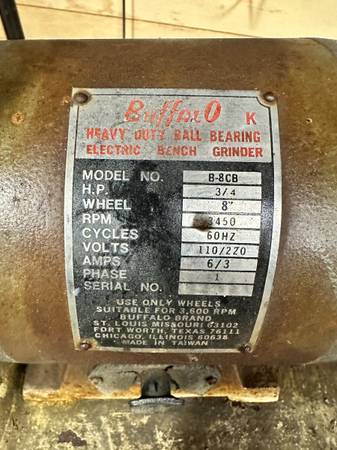 BuffalO K
HEAVY DUTY BALL BEARING
ELECTRIC BENCH GRINDER
MODEL NO. B-8CB
H.P. 3/4
WHEEL 8"
RPM 3450
CYCLES 60HZ
VOLTS 110/220
AMPS 6/3
PHASE 1
SERIAL NO.
USE ONLY WHEELS
SUITABLE FOR 3,600 RPM
BUFFALO BRAND
ST. LOUIS MISSOURI 63102
FORT WORTH, TEXAS 76111
CHICAGO, ILLINOIS 60638
MADE IN TAIWAN